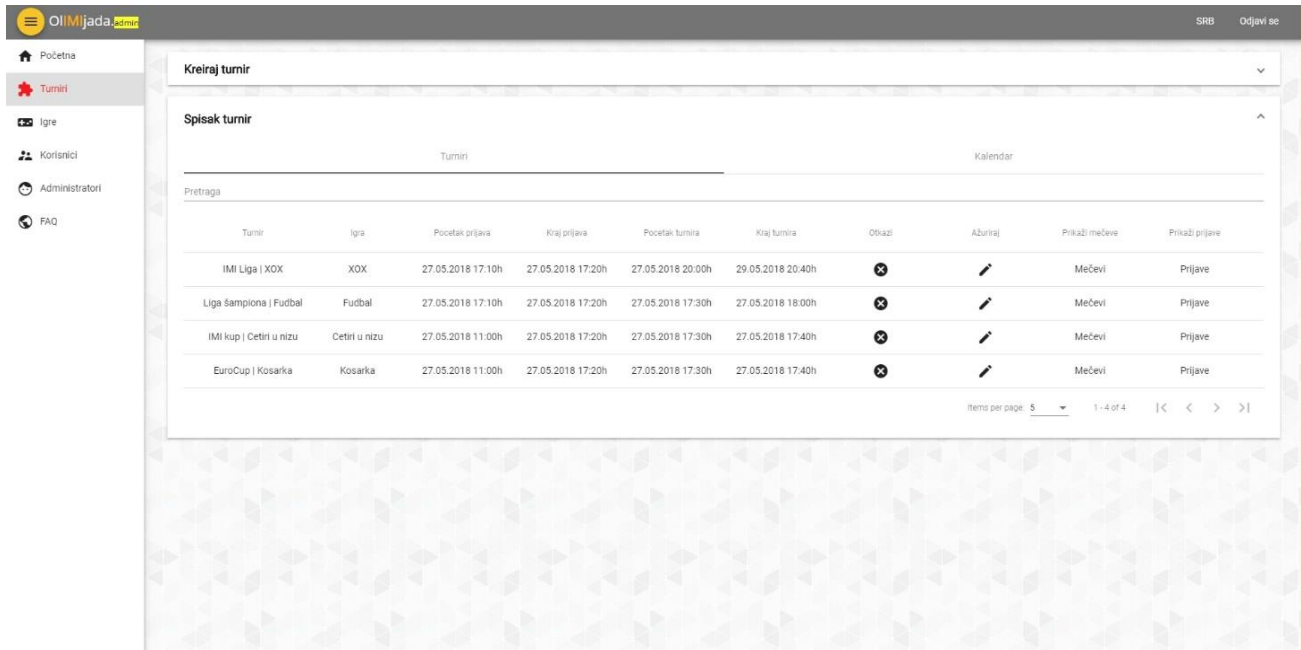 OlIMIjada.admin SRB Odjavi se
Početna
Turniri
Igre
Korisnici
Administratori
FAQ
Kreiraj turnir
Spisak turnir
Turniri Kalendar
Pretraga
Turnir Igra Pocetak prijava Kraj prijava Pocetak turnira Kraj turnira Otkazi Ažuriraj Prikaži mečeve Prikaži prijave
IMI Liga | XOX XOX 27.05.2018 17:10h 27.05.2018 17:20h 27.05.2018 20:00h 29.05.2018 20:40h Mečevi Prijave
Liga šampiona | Fudbal Fudbal 27.05.2018 17:10h 27.05.2018 17:20h 27.05.2018 17:30h 27.05.2018 18:00h Mečevi Prijave
IMI kup | Cetiri u nizu Cetiri u nizu 27.05.2018 11:00h 27.05.2018 17:20h 27.05.2018 17:30h 27.05.2018 17:40h Mečevi Prijave
EuroCup | Kosarka Kosarka 27.05.2018 11:00h 27.05.2018 17:20h 27.05.2018 17:30h 27.05.2018 17:40h Mečevi Prijave
Items per page: 5 1 - 4 of 4